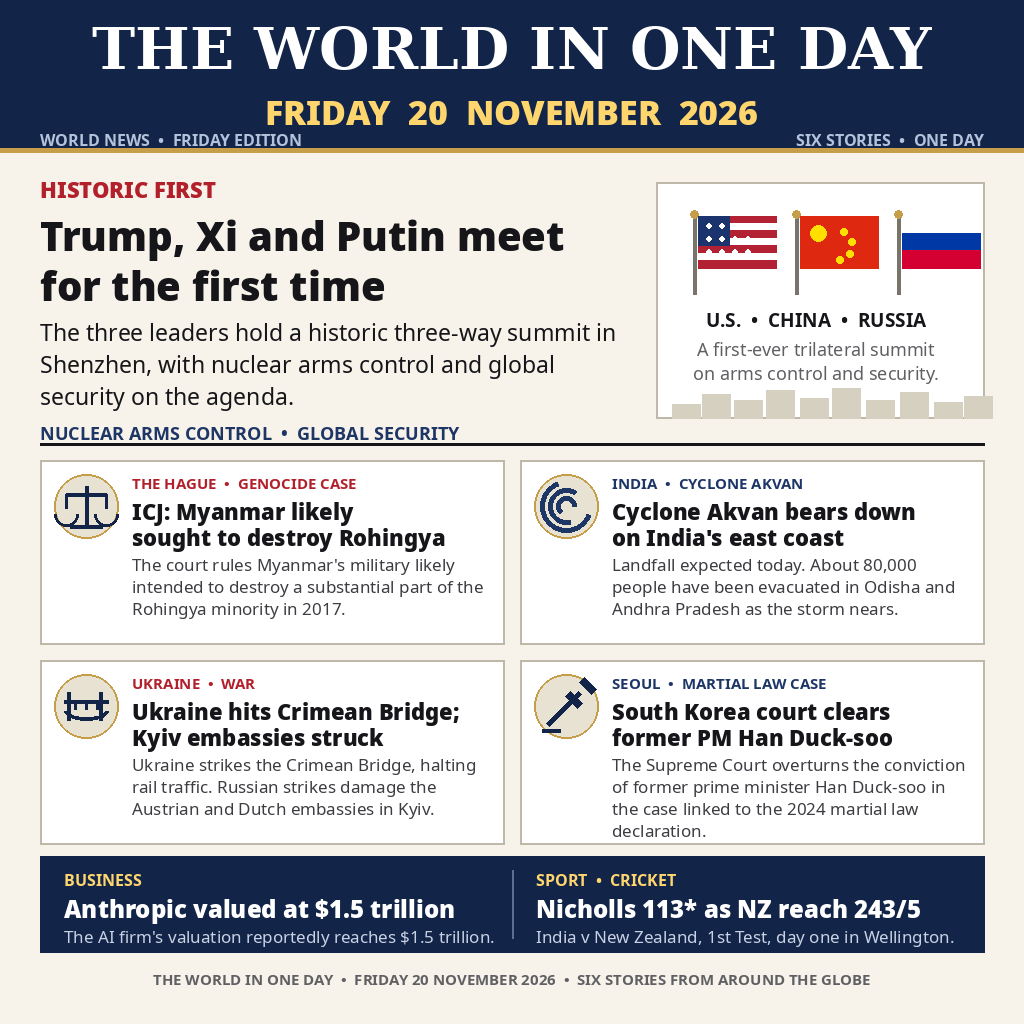 THE WORLD IN ONE DAY
FRIDAY 20 NOVEMBER 2026
WORLD NEWS • FRIDAY EDITION
SIX STORIES • ONE DAY
HISTORIC FIRST
Trump, Xi and Putin meet
for the first time
The three leaders hold a historic three-way summit in
Shenzhen, with nuclear arms control and global
security on the agenda.
NUCLEAR ARMS CONTROL • GLOBAL SECURITY
U.S. • CHINA • RUSSIA
A first-ever trilateral summit
on arms control and security.
THE HAGUE • GENOCIDE CASE
ICJ: Myanmar likely
sought to destroy Rohingya
The court rules Myanmar's military likely
intended to destroy a substantial part of the
Rohingya minority in 2017.
INDIA • CYCLONE AKVAN
Cyclone Akvan bears down
on India's east coast
Landfall expected today. About 80,000
people have been evacuated in Odisha and
Andhra Pradesh as the storm nears.
UKRAINE • WAR
Ukraine hits Crimean Bridge;
Kyiv embassies struck
Ukraine strikes the Crimean Bridge, halting
rail traffic. Russian strikes damage the
Austrian and Dutch embassies in Kyiv.
SEOUL • MARTIAL LAW CASE
South Korea court clears
former PM Han Duck-soo
The Supreme Court overturns the conviction
of former prime minister Han Duck-soo in
the case linked to the 2024 martial law
declaration.
BUSINESS
Anthropic valued at $1.5 trillion
The AI firm's valuation reportedly reaches $1.5 trillion.
SPORT • CRICKET
Nicholls 113* as NZ reach 243/5
India v New Zealand, 1st Test, day one in Wellington.
THE WORLD IN ONE DAY • FRIDAY 20 NOVEMBER 2026 • SIX STORIES FROM AROUND THE GLOBE